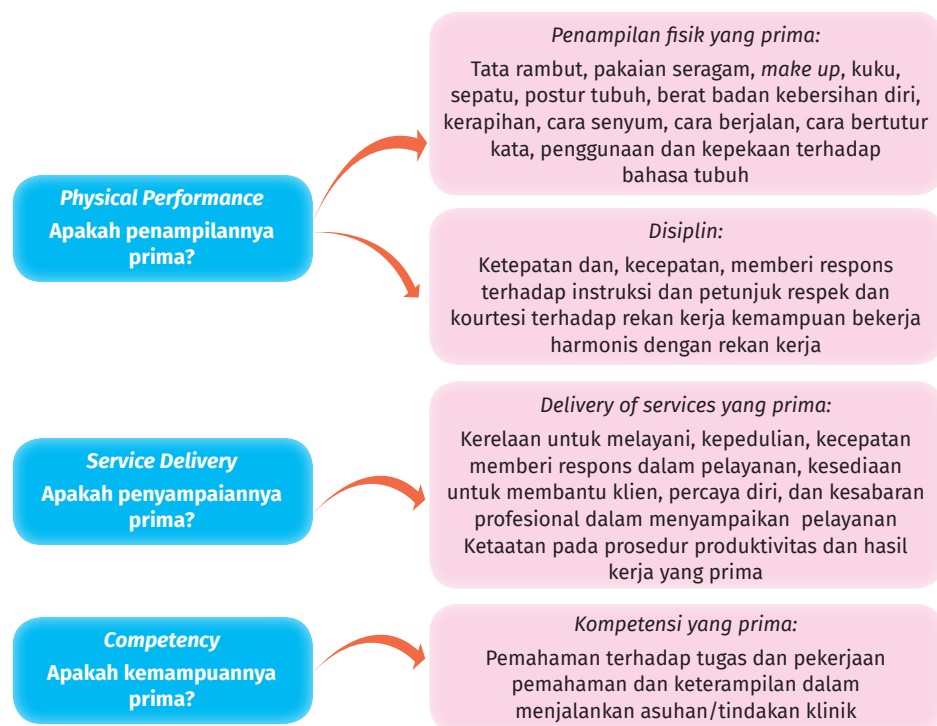 Physical Performance
Apakah penampilannya
prima?
Penampilan fisik yang prima:
Tata rambut, pakaian seragam, make up, kuku,
sepatu, postur tubuh, berat badan kebersihan diri,
kerapihan, cara senyum, cara berjalan, cara bertutur
kata, penggunaan dan kepekaan terhadap
bahasa tubuh
Disiplin:
Ketepatan dan, kecepatan, memberi respons
terhadap instruksi dan petunjuk respek dan
kourtesi terhadap rekan kerja kemampuan bekerja
harmonis dengan rekan kerja
Service Delivery
Apakah penyampaiannya
prima?
Delivery of services yang prima:
Kerelaan untuk melayani, kepedulian, kecepatan
memberi respons dalam pelayanan, kesediaan
untuk membantu klien, percaya diri, dan kesabaran
profesional dalam menyampaikan pelayanan
Ketaatan pada prosedur produktivitas dan hasil
kerja yang prima
Competency
Apakah kemampuannya
prima?
Kompetensi yang prima:
Pemahaman terhadap tugas dan pekerjaan
pemahaman dan keterampilan dalam
menjalankan asuhan/tindakan klinik